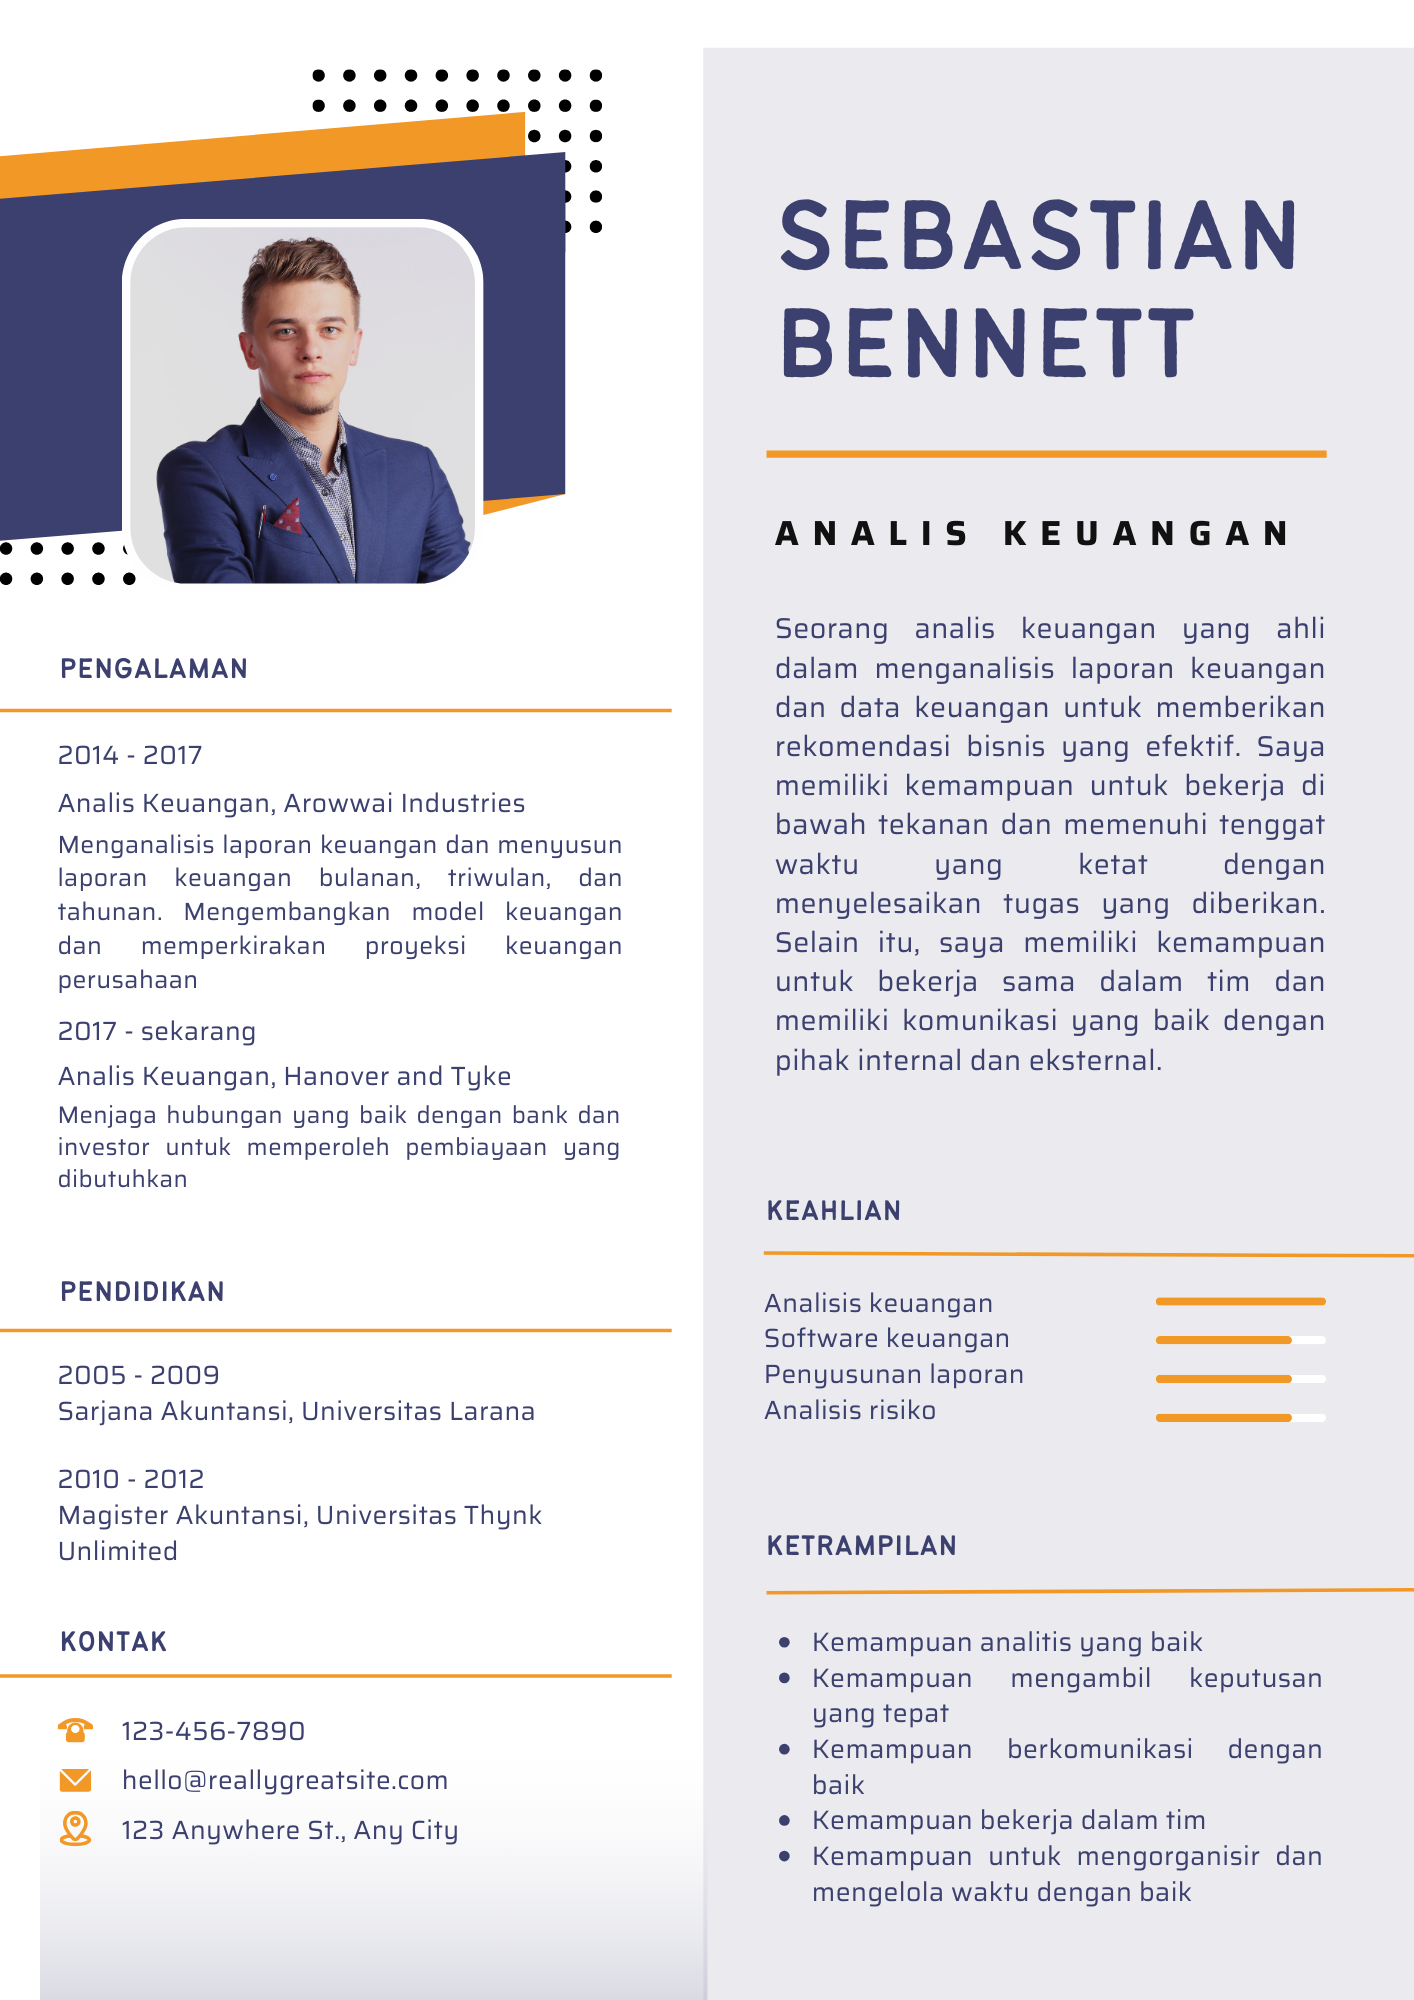 SEBASTIAN
BENNETT
ANALIS KEUANGAN
Seorang analis keuangan yang ahli
dalam menganalisis laporan keuangan
dan data keuangan untuk memberikan
rekomendasi bisnis yang efektif. Saya
memiliki kemampuan untuk bekerja di
bawah tekanan dan memenuhi tenggat
waktu yang ketat dengan
menyelesaikan tugas yang diberikan.
Selain itu, saya memiliki kemampuan
untuk bekerja sama dalam tim dan
memiliki komunikasi yang baik dengan
pihak internal dan eksternal.
PENGALAMAN
2014 - 2017
Analis Keuangan, Arowwai Industries
Menganalisis laporan keuangan dan menyusun
laporan keuangan bulanan, triwulan, dan
tahunan. Mengembangkan model keuangan
dan memperkirakan proyeksi keuangan
perusahaan
2017 - sekarang
Analis Keuangan, Hanover and Tyke
Menjaga hubungan yang baik dengan bank dan
investor untuk memperoleh pembiayaan yang
dibutuhkan
PENDIDIKAN
2005 - 2009
Sarjana Akuntansi, Universitas Larana
2010 - 2012
Magister Akuntansi, Universitas Thynk
Unlimited
KONTAK
123-456-7890
hello@reallygreatsite.com
123 Anywhere St., Any City
KEAHLIAN
Analisis keuangan
Software keuangan
Penyusunan laporan
Analisis risiko
KETRAMPILAN
• Kemampuan analitis yang baik
• Kemampuan mengambil keputusan
yang tepat
• Kemampuan berkomunikasi dengan
baik
• Kemampuan bekerja dalam tim
• Kemampuan untuk mengorganisir dan
mengelola waktu dengan baik